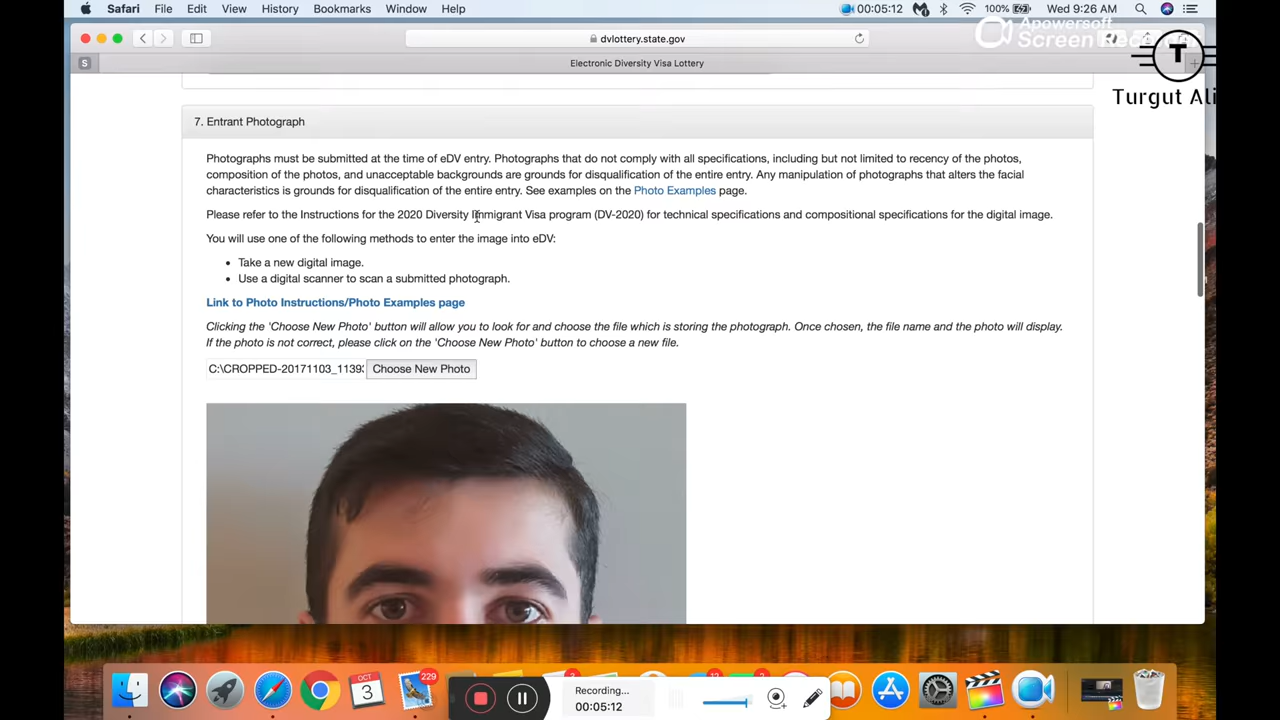 Safari File Edit View History Bookmarks Window Help 00:05:12 100% Wed 9:26 AM
Apowersoft
Screen Recorder
dvlottery.state.gov
S Electronic Diversity Visa Lottery
T
Turgut Ali
7. Entrant Photograph
Photographs must be submitted at the time of eDV entry. Photographs that do not comply with all specifications, including but not limited to recency of the photos,
composition of the photos, and unacceptable backgrounds are grounds for disqualification of the entire entry. Any manipulation of photographs that alters the facial
characteristics is grounds for disqualification of the entire entry. See examples on the Photo Examples page.
Please refer to the Instructions for the 2020 Diversity Immigrant Visa program (DV-2020) for technical specifications and compositional specifications for the digital image.
You will use one of the following methods to enter the image into eDV:
• Take a new digital image.
• Use a digital scanner to scan a submitted photograph.
Link to Photo Instructions/Photo Examples page
Clicking the 'Choose New Photo' button will allow you to look for and choose the file which is storing the photograph. Once chosen, the file name and the photo will display.
If the photo is not correct, please click on the 'Choose New Photo' button to choose a new file.
C:\CROPPED-20171103_1139 Choose New Photo
OCT
3
229
Recording...
00:05:12